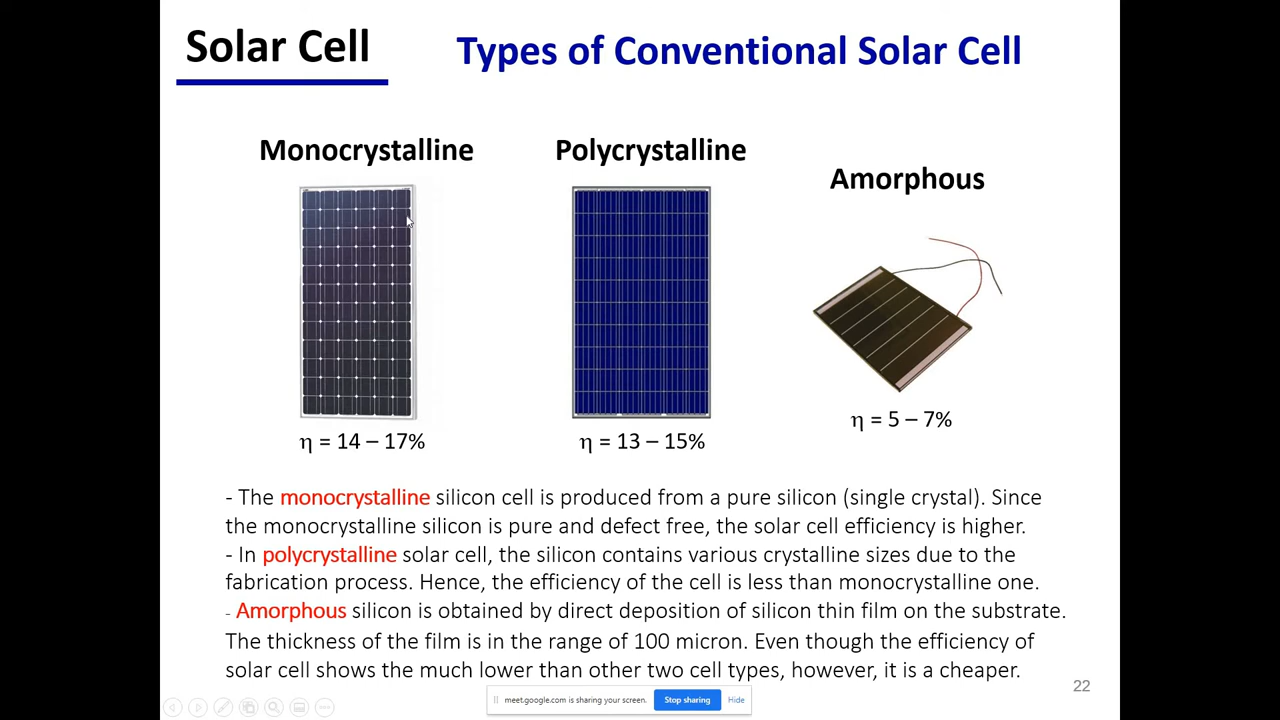 Solar Cell
Types of Conventional Solar Cell
Monocrystalline
Polycrystalline
Amorphous
η = 14 – 17%
η = 13 – 15%
η = 5 – 7%
- The monocrystalline silicon cell is produced from a pure silicon (single crystal). Since
the monocrystalline silicon is pure and defect free, the solar cell efficiency is higher.
- In polycrystalline solar cell, the silicon contains various crystalline sizes due to the
fabrication process. Hence, the efficiency of the cell is less than monocrystalline one.
- Amorphous silicon is obtained by direct deposition of silicon thin film on the substrate.
The thickness of the film is in the range of 100 micron. Even though the efficiency of
solar cell shows the much lower than other two cell types, however, it is a cheaper.
22
meet.google.com is sharing your screen.
Stop sharing
Hide